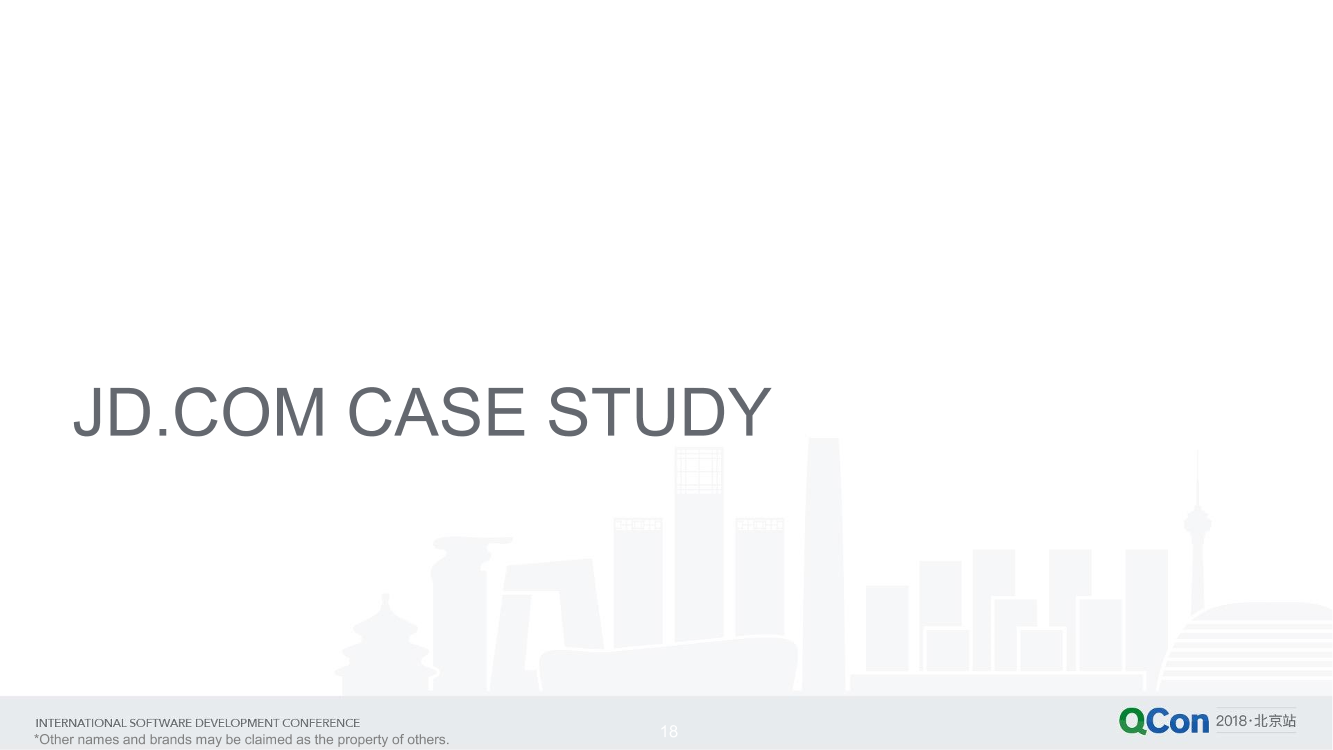 JD.COM CASE STUDY
INTERNATIONAL SOFTWARE DEVELOPMENT CONFERENCE
*Other names and brands may be claimed as the property of others.
18
QCon 2018·北京站